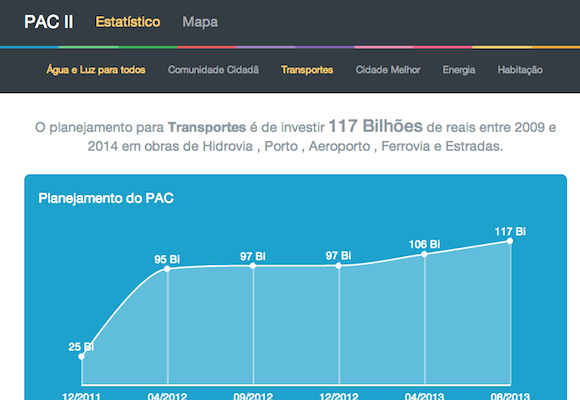 PAC II Estatístico Mapa
Água e Luz para todos Comunidade Cidadã Transportes Cidade Melhor Energia Habitação
O planejamento para Transportes é de investir 117 Bilhões de reais entre 2009 e
2014 em obras de Hidrovia , Porto , Aeroporto , Ferrovia e Estradas.
Planejamento do PAC
117 Bi
106 Bi
95 Bi 97 Bi 97 Bi
25 Bi
12/2011 04/2012 09/2012 12/2012 04/2013 08/2013